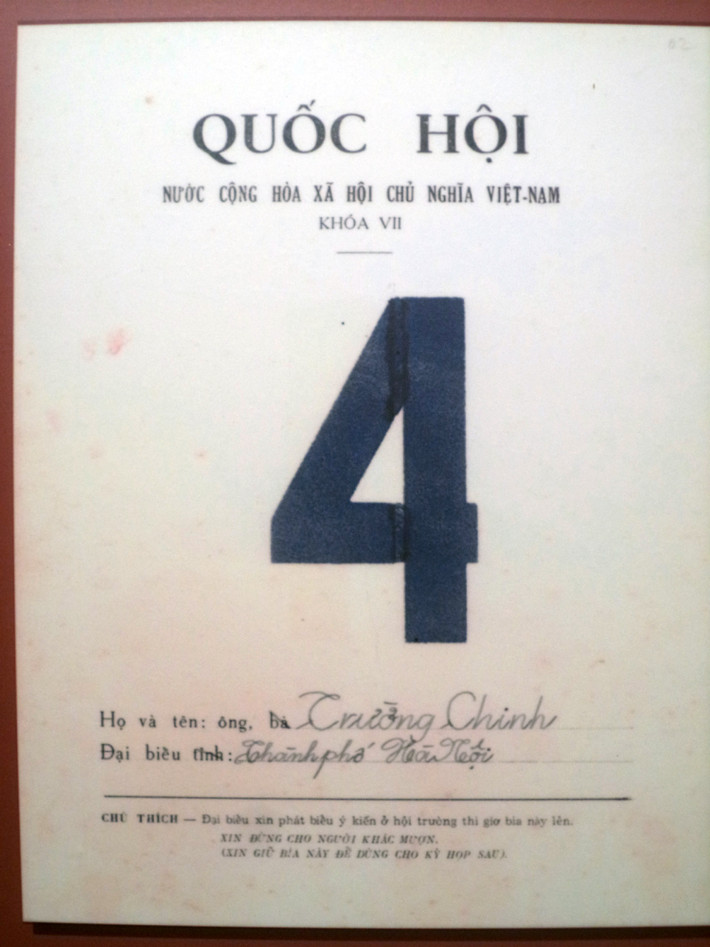 02
QUỐC HỘI
NƯỚC CỘNG HÒA XÃ HỘI CHỦ NGHĨA VIỆT-NAM
KHÓA VII
4
Họ và tên: ông, bà Trường Chinh
Đại biểu tỉnh: Thành phố Hà Nội
CHÚ THÍCH — Đại biểu xin phát biểu ý kiến ở hội trường thì giơ bìa này lên.
XIN ĐỪNG CHO NGƯỜI KHÁC MƯỢN.
(XIN GIỮ BÌA NÀY ĐỂ DÙNG CHO KỲ HỌP SAU).